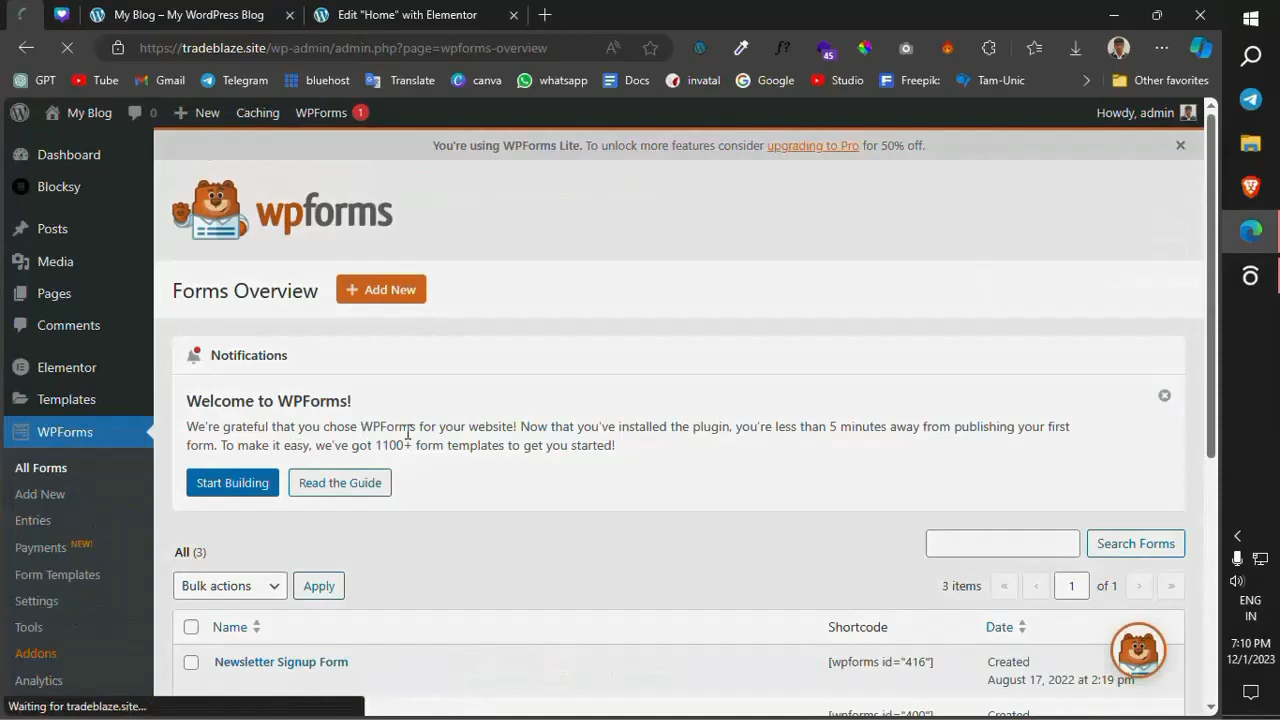 My Blog – My WordPress Blog
Edit "Home" with Elementor
https://tradeblaze.site/wp-admin/admin.php?page=wpforms-overview
A))
f?
45
GPT
Tube
Gmail
Telegram
bluehost
Translate
canva
whatsapp
Docs
invatal
Google
Studio
Freepik:
Tam-Unic
Other favorites
My Blog
0
New
Caching
WPForms 1
Howdy, admin
You're using WPForms Lite. To unlock more features consider upgrading to Pro for 50% off.
Dashboard
Blocksy
Posts
Media
Pages
Comments
Elementor
Templates
WPForms
All Forms
Add New
Entries
Payments NEW!
Form Templates
Settings
Tools
Addons
Analytics
wpforms
Forms Overview
+ Add New
Notifications
Welcome to WPForms!
We're grateful that you chose WPForms for your website! Now that you've installed the plugin, you're less than 5 minutes away from publishing your first
form. To make it easy, we've got 1100+ form templates to get you started!
Start Building
Read the Guide
All (3)
Search Forms
Bulk actions
Apply
3 items
« ‹ 1 of 1 › »
Name
Shortcode
Date
Newsletter Signup Form
[wpforms id="416"]
Created
August 17, 2022 at 2:19 pm
[wpforms id="400"]
Created
Waiting for tradeblaze.site...
ENG
IN
7:10 PM
12/1/2023